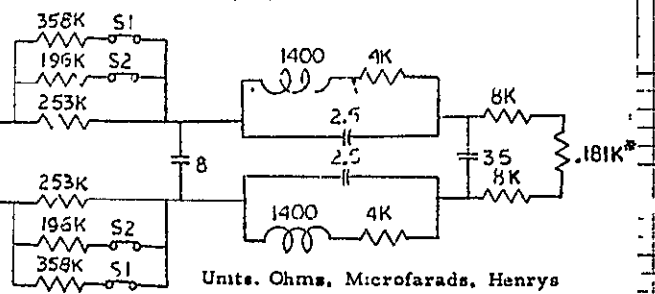 358K S1
196K S2
253K
1400 4K
2.5
8K
8
2.5
35
.181K*
8K
253K
196K S2
1400 4K
358K S1
Units. Ohms, Microfarads, Henrys